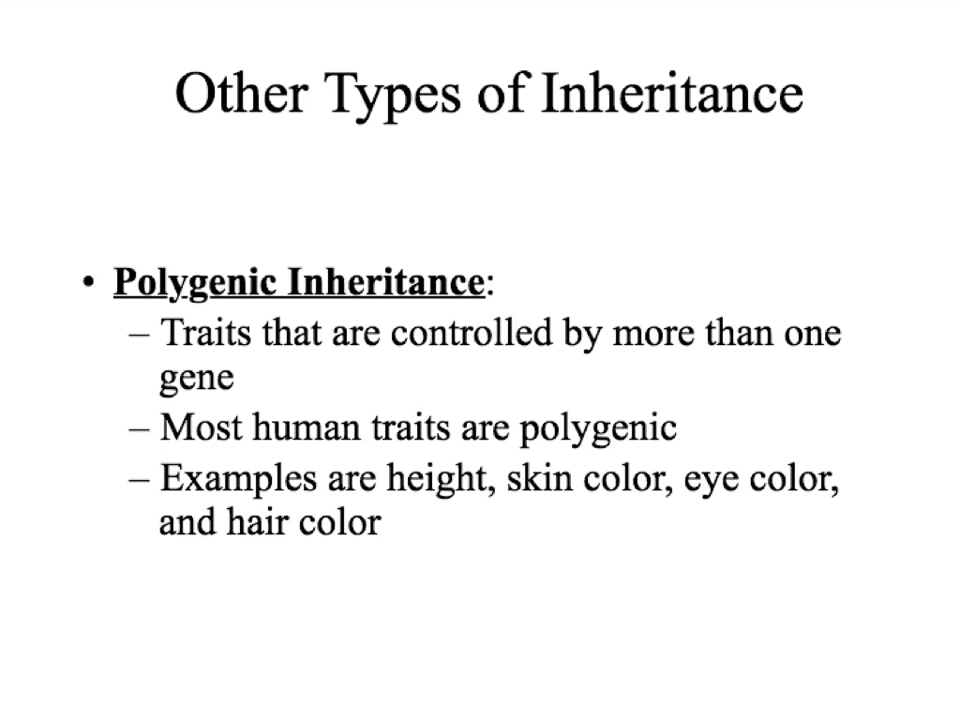 Other Types of Inheritance
• Polygenic Inheritance:
– Traits that are controlled by more than one
gene
– Most human traits are polygenic
– Examples are height, skin color, eye color,
and hair color